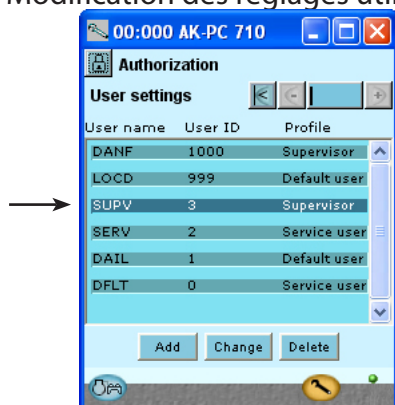 Modification des réglages util
00:000 AK-PC 710
Authorization
User settings
User name User ID Profile
DANF 1000 Supervisor
LOCD 999 Default user
SUPV 3 Supervisor
SERV 2 Service user
DAIL 1 Default user
DFLT 0 Service user
Add Change Delete